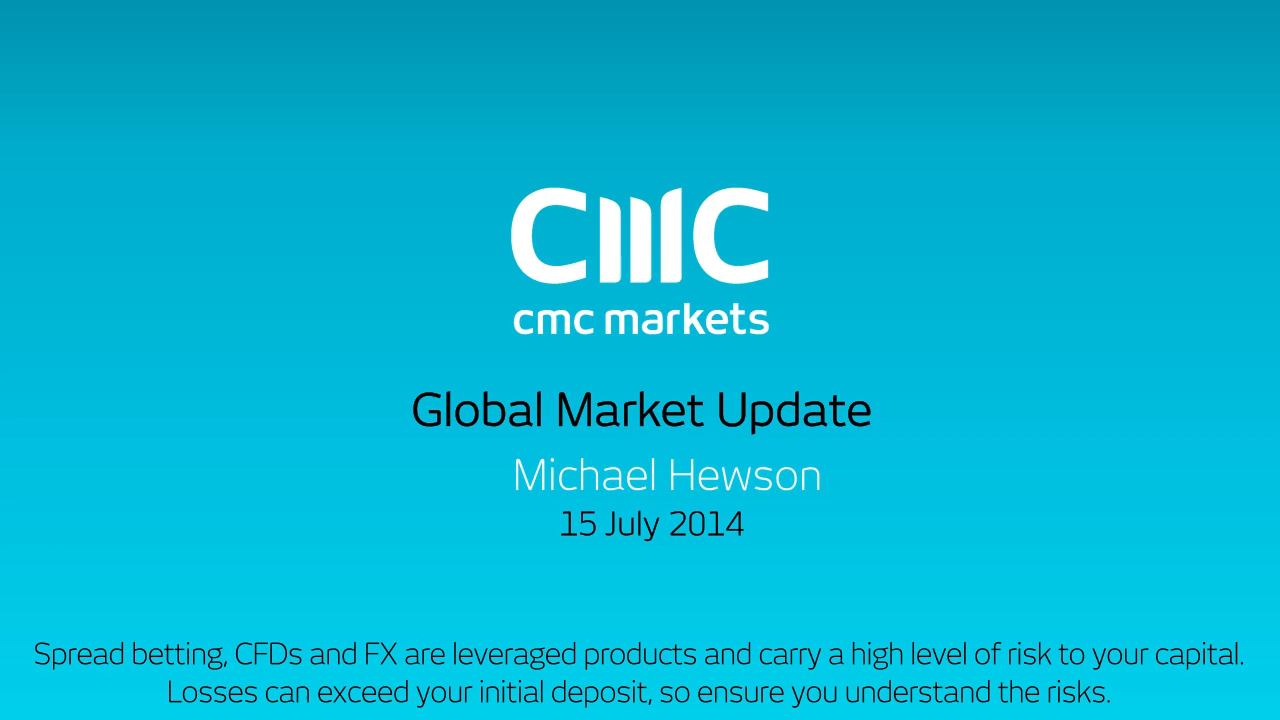 CMC
cmc markets
Global Market Update
Michael Hewson
15 July 2014
Spread betting, CFDs and FX are leveraged products and carry a high level of risk to your capital.
Losses can exceed your initial deposit, so ensure you understand the risks.